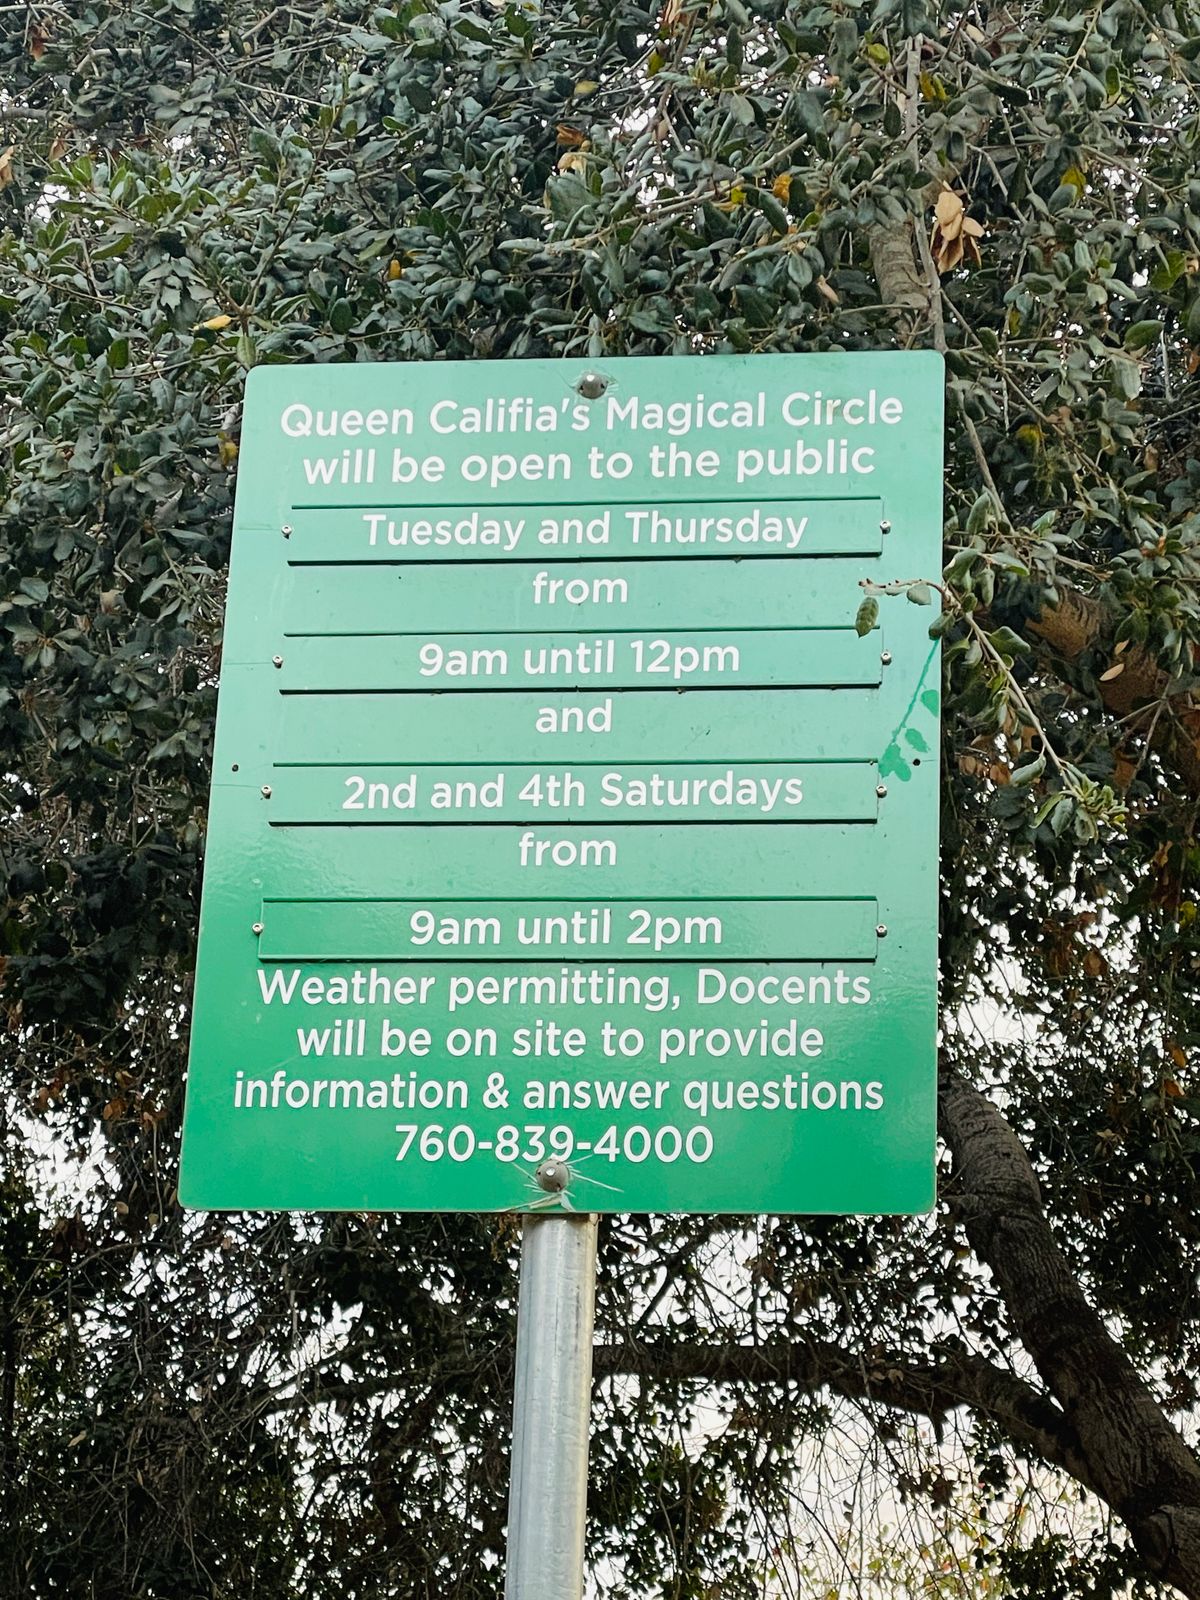 Queen Califia's Magical Circle
will be open to the public
Tuesday and Thursday
from
9am until 12pm
and
2nd and 4th Saturdays
from
9am until 2pm
Weather permitting, Docents
will be on site to provide
information & answer questions
760-839-4000